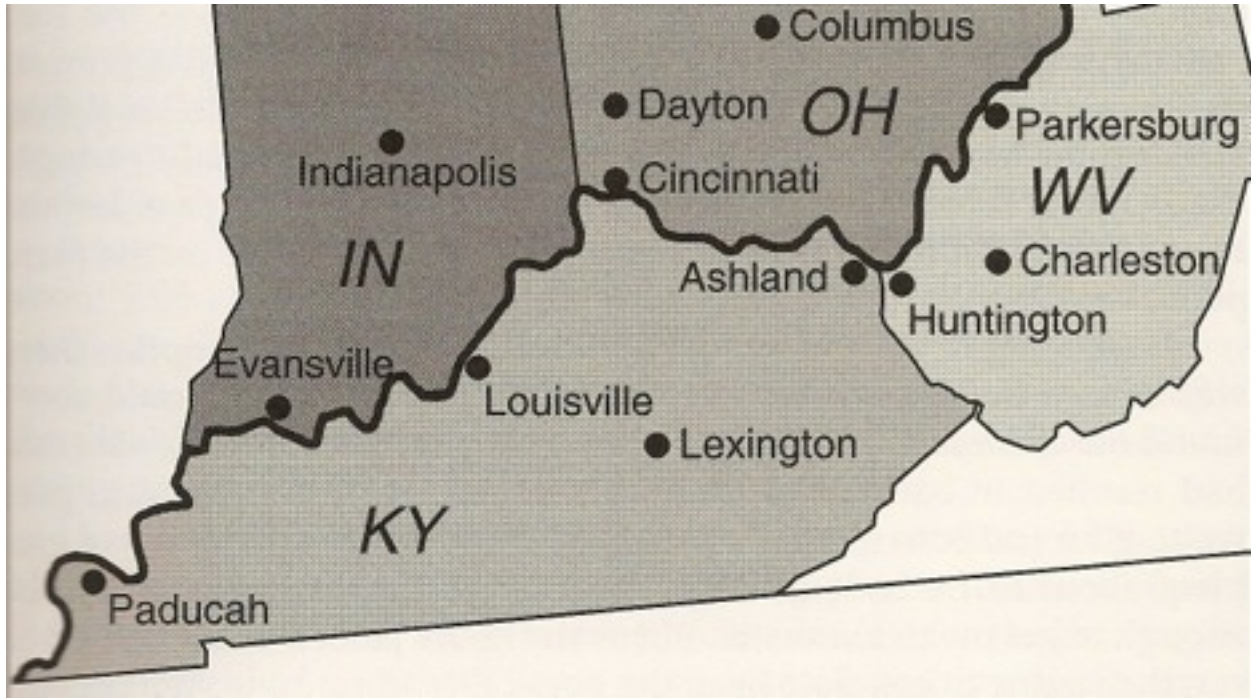 Columbus
Dayton
OH
Parkersburg
Indianapolis
Cincinnati
WV
IN
Ashland
Charleston
Huntington
Evansville
Louisville
Lexington
KY
Paducah